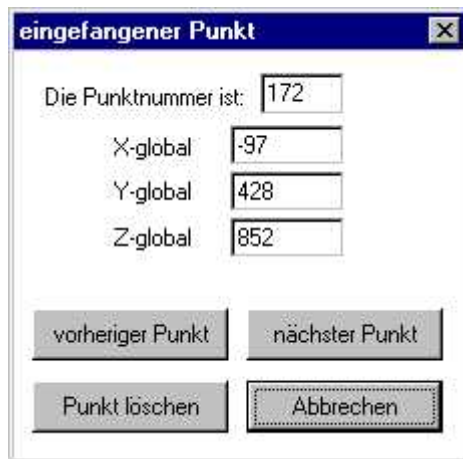 eingefangener Punkt
Die Punktnummer ist: 172
X-global -97
Y-global 428
Z-global 852
vorheriger Punkt nächster Punkt
Punkt löschen Abbrechen